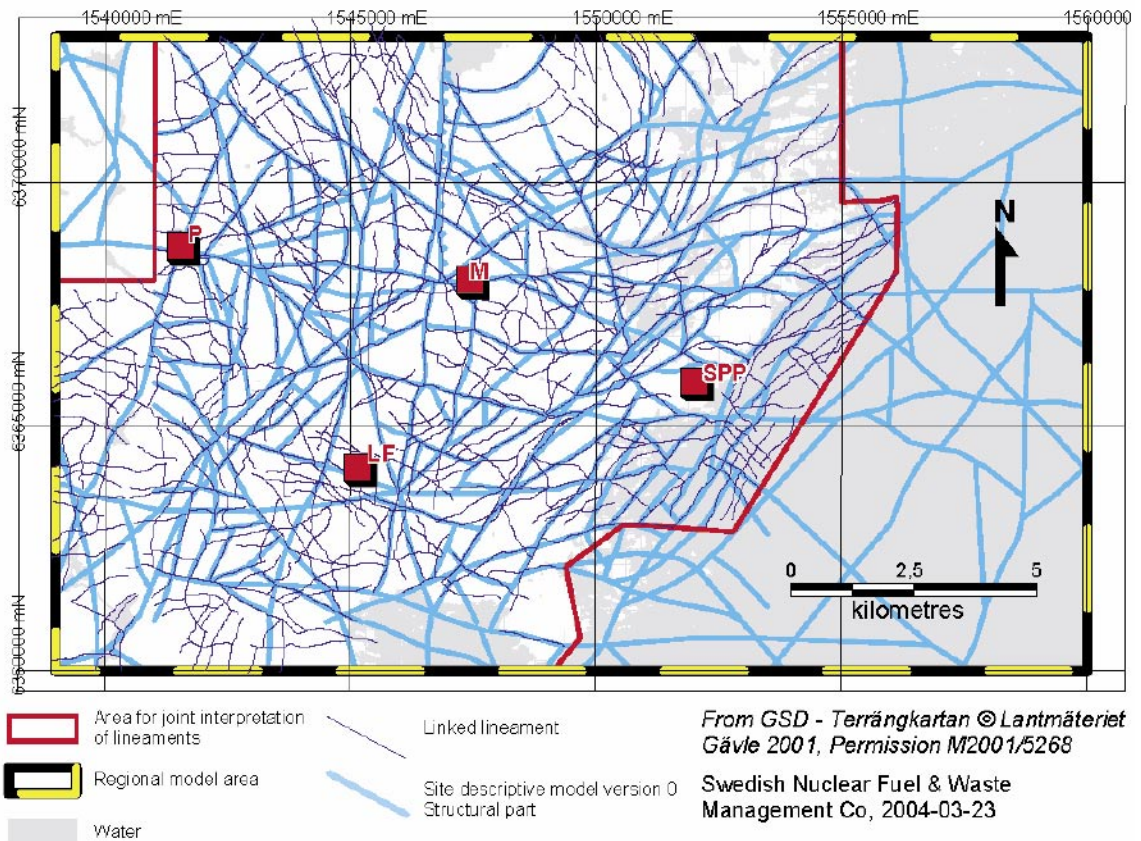 1540000 mE 1545000 mE 1550000 mE 1555000 mE 1560000
6370000 mN
6365000 mN
6360000 mN
P
M
N
SPP
LF
0 2,5 5
kilometres
Area for joint interpretation
of lineaments
Regional model area
Water
Linked lineament
Site descriptive model version 0
Structural part
From GSD - Terrängkartan © Lantmäteriet
Gävle 2001, Permission M2001/5268
Swedish Nuclear Fuel & Waste
Management Co, 2004-03-23